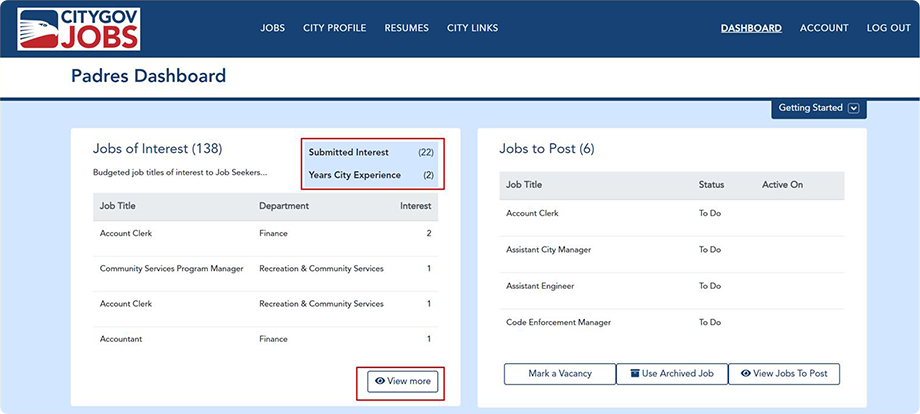 CITYGOV
JOBS
JOBS CITY PROFILE RESUMES CITY LINKS DASHBOARD ACCOUNT LOG OUT
Padres Dashboard
Getting Started
Jobs of Interest (138)
Budgeted job titles of interest to Job Seekers...
Submitted Interest (22)
Years City Experience (2)
Job Title Department Interest
Account Clerk Finance 2
Community Services Program Manager Recreation & Community Services 1
Account Clerk Recreation & Community Services 1
Accountant Finance 1
View more
Jobs to Post (6)
Job Title Status Active On
Account Clerk To Do
Assistant City Manager To Do
Assistant Engineer To Do
Code Enforcement Manager To Do
Mark a Vacancy Use Archived Job View Jobs To Post